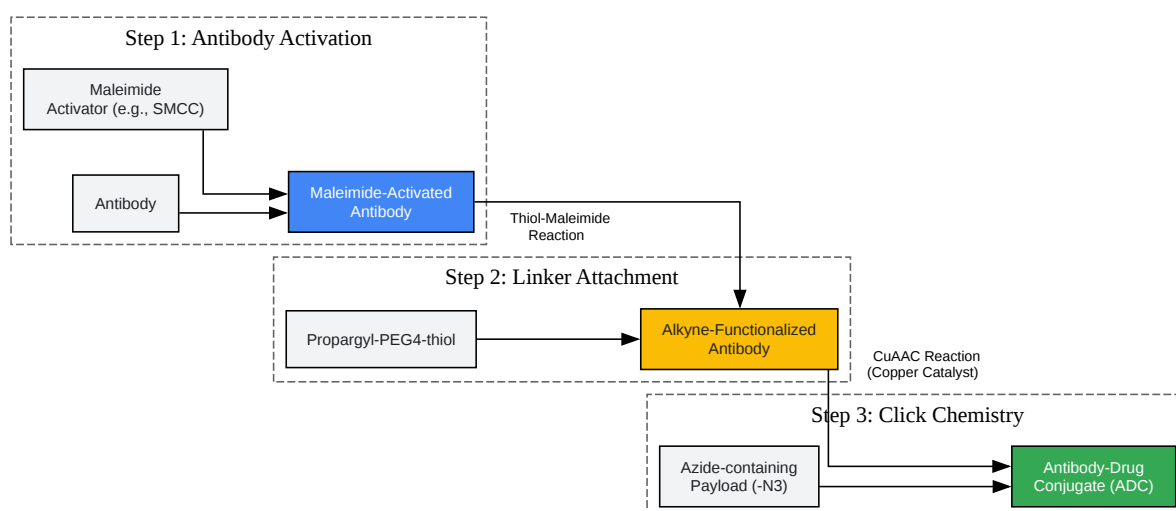 Step 1: Antibody Activation
Maleimide
Activator (e.g., SMCC)
Antibody
Maleimide-Activated
Antibody
Thiol-Maleimide
Reaction
Step 2: Linker Attachment
Propargyl-PEG4-thiol
Alkyne-Functionalized
Antibody
CuAAC Reaction
(Copper Catalyst)
Step 3: Click Chemistry
Azide-containing
Payload (-N3)
Antibody-Drug
Conjugate (ADC)